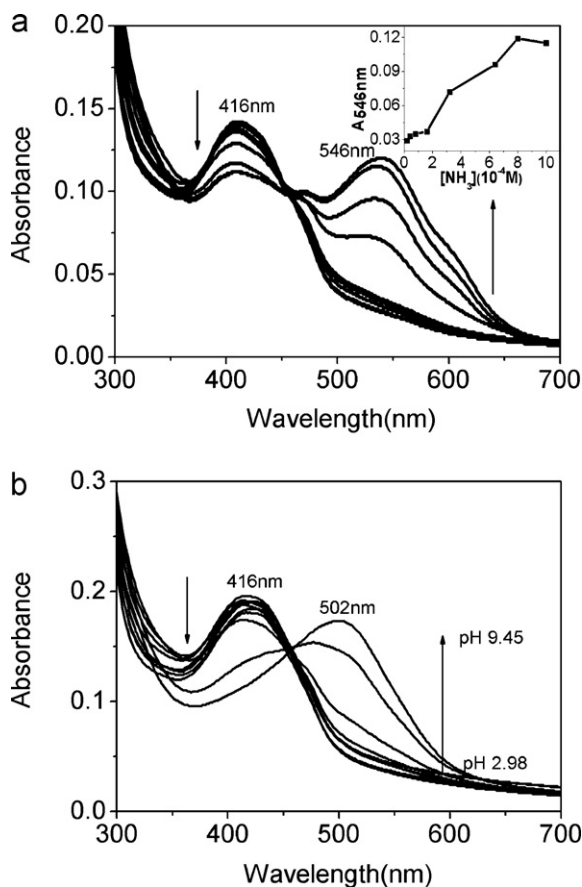 a
Absorbance
0.20
0.15
0.10
0.05
0.00
416nm
546nm
A 546nm
0.12
0.09
0.06
0.03
0 2 4 6 8 10
[NH3](10-4M)
300 400 500 600 700
Wavelength(nm)
b
Absorbance
0.3
0.2
0.1
0.0
416nm
502nm
pH 9.45
pH 2.98
300 400 500 600 700
Wavelength(nm)